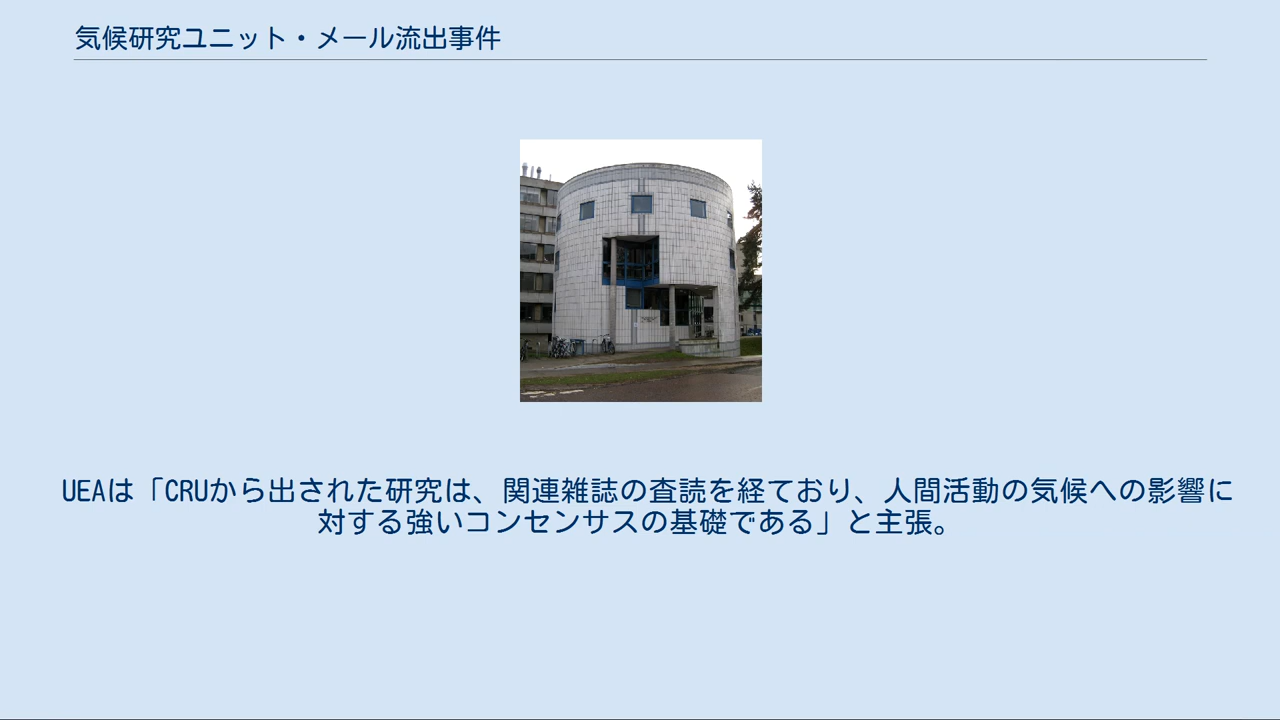 気候研究ユニット・メール流出事件
UEAは「CRUから出された研究は、関連雑誌の査読を経ており、人間活動の気候への影響に
対する強いコンセンサスの基礎である」と主張。